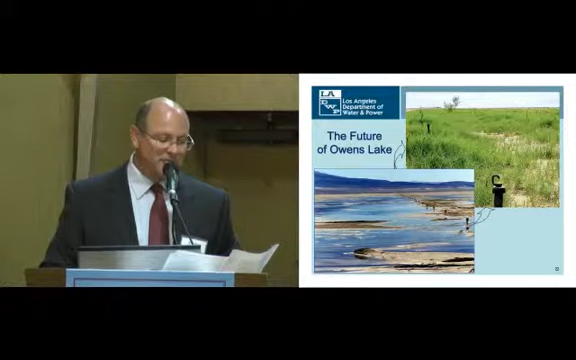 LA
DWP
Los Angeles
Department of
Water & Power
The Future
of Owens Lake